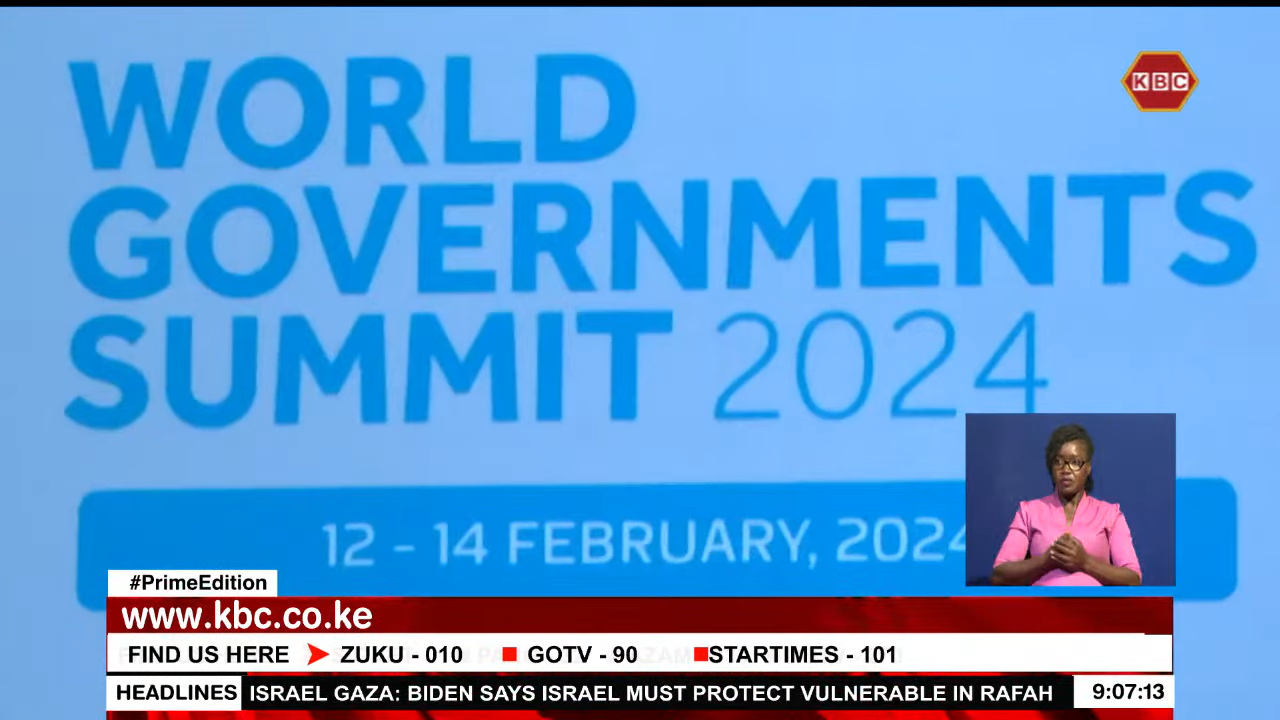 WORLD
GOVERNMENTS
SUMMIT 2024
KBC
12 - 14 FEBRUARY, 2024
#PrimeEdition
www.kbc.co.ke
FIND US HERE ZUKU - 010 GOTV - 90 STARTIMES - 101
HEADLINES ISRAEL GAZA: BIDEN SAYS ISRAEL MUST PROTECT VULNERABLE IN RAFAH 9:07:13